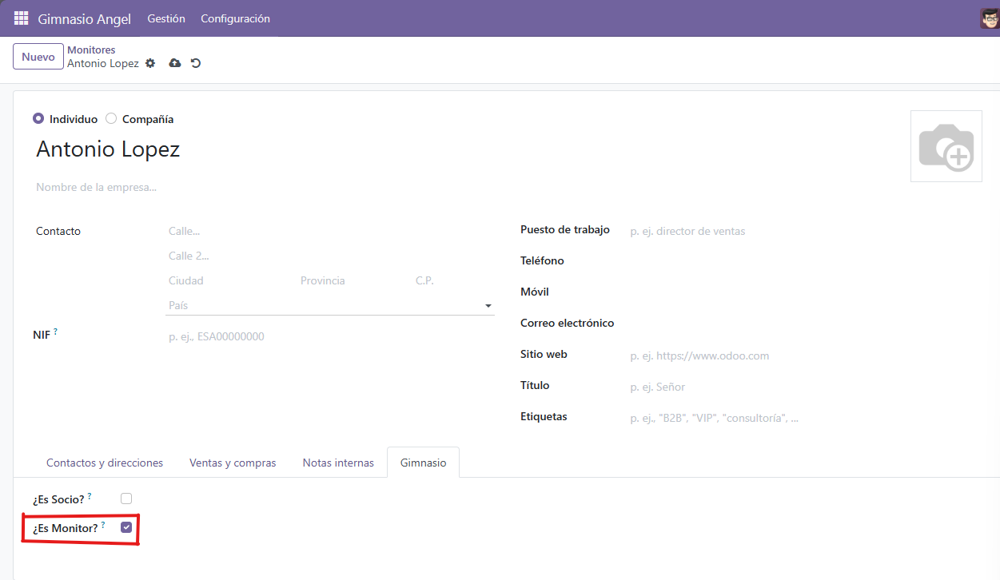 Gimnasio Angel Gestión Configuración
Nuevo
Monitores
Antonio Lopez
Individuo Compañía
Antonio Lopez
Nombre de la empresa...
Contacto
Calle...
Calle 2...
Ciudad Provincia C.P.
País
NIF ?
p. ej., ESA00000000
Puesto de trabajo p. ej. director de ventas
Teléfono
Móvil
Correo electrónico
Sitio web p. ej. https://www.odoo.com
Título p. ej. Señor
Etiquetas p. ej., "B2B", "VIP", "consultoría", ...
Contactos y direcciones Ventas y compras Notas internas Gimnasio
¿Es Socio? ?
¿Es Monitor? ?